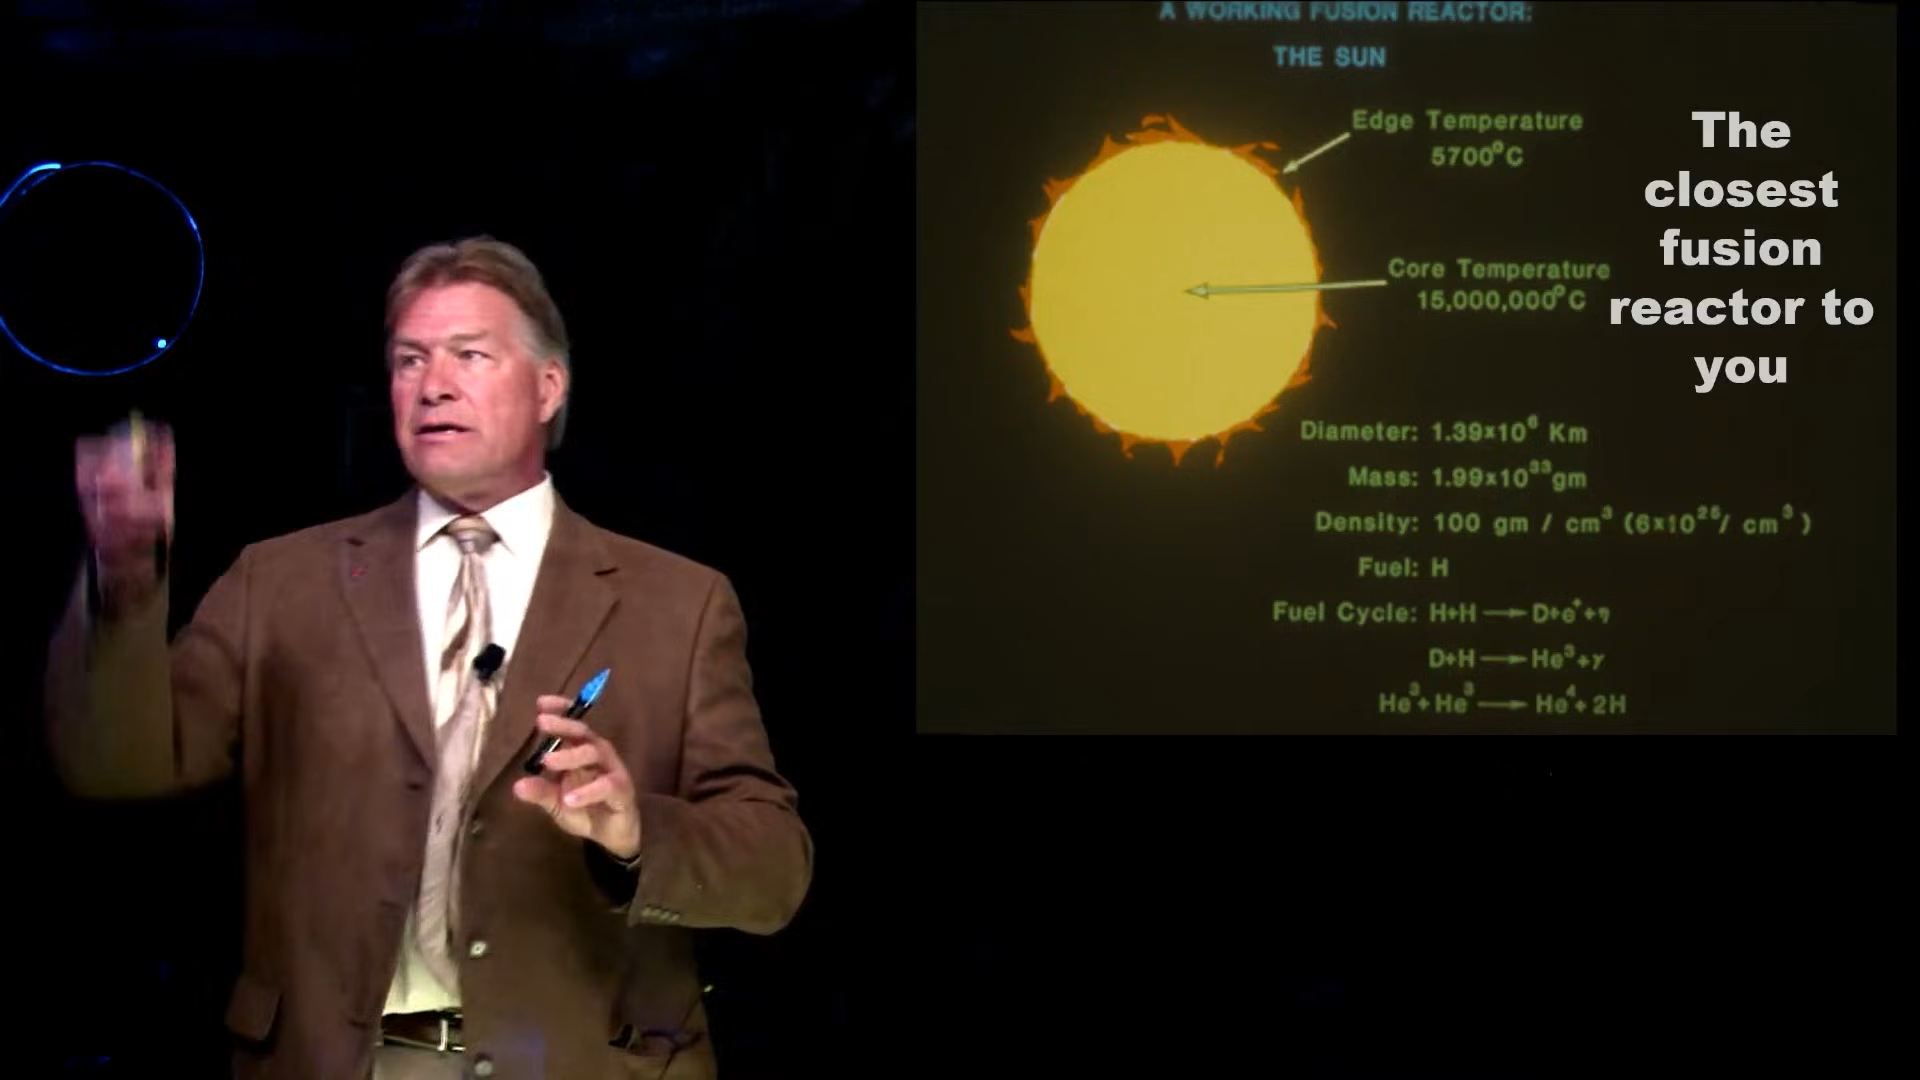 A WORKING FUSION REACTOR:
THE SUN
Edge Temperature
5700°C
Core Temperature
15,000,000°C
The
closest
fusion
reactor to
you
Diameter: 1.39×10⁶ Km
Mass: 1.99×10³³gm
Density: 100 gm / cm³ (6×10²⁵/ cm³ )
Fuel: H
Fuel Cycle: H+H → D+e⁺+η
D+H → He³+γ
He³+He³ → He⁴+2H